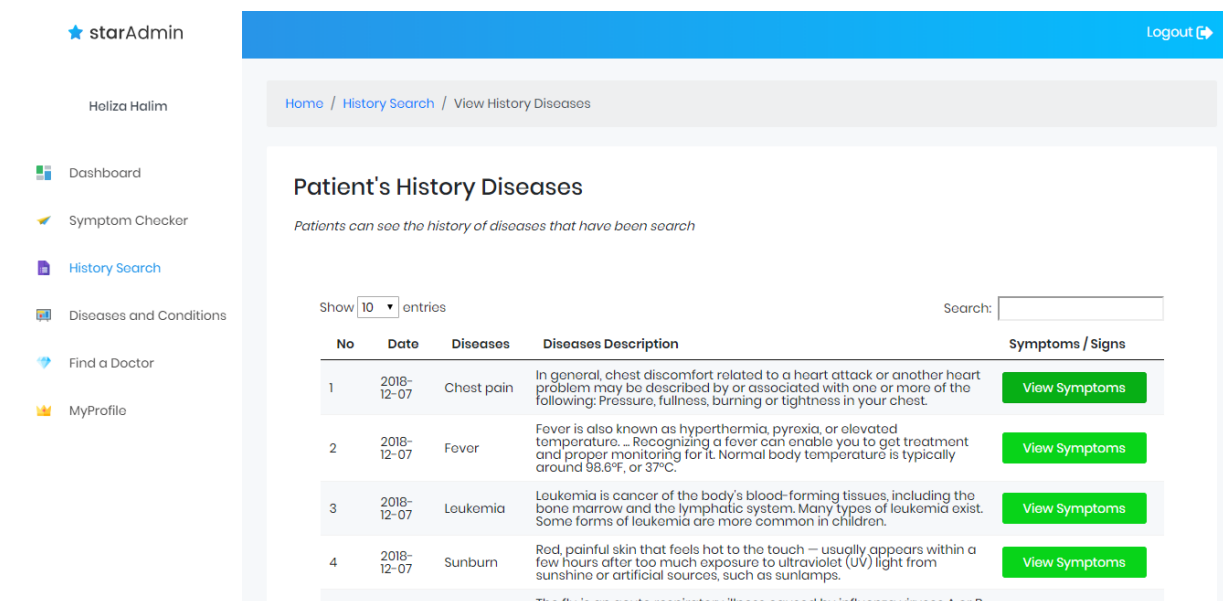 starAdmin
Logout
Heliza Halim
Home / History Search / View History Diseases
Dashboard
Symptom Checker
History Search
Diseases and Conditions
Find a Doctor
MyProfile
Patient's History Diseases
Patients can see the history of diseases that have been search
Show 10 entries
Search:
No Date Diseases Diseases Description Symptoms / Signs
1
2018-
12-07
Chest pain
In general, chest discomfort related to a heart attack or another heart
problem may be described by or associated with one or more of the
following: Pressure, fullness, burning or tightness in your chest.
View Symptoms
2
2018-
12-07
Fever
Fever is also known as hyperthermia, pyrexia, or elevated
temperature. ... Recognizing a fever can enable you to get treatment
and proper monitoring for it. Normal body temperature is typically
around 98.6°F, or 37°C.
View Symptoms
3
2018-
12-07
Leukemia
Leukemia is cancer of the body's blood-forming tissues, including the
bone marrow and the lymphatic system. Many types of leukemia exist.
Some forms of leukemia are more common in children.
View Symptoms
4
2018-
12-07
Sunburn
Red, painful skin that feels hot to the touch — usually appears within a
few hours after too much exposure to ultraviolet (UV) light from
sunshine or artificial sources, such as sunlamps.
View Symptoms